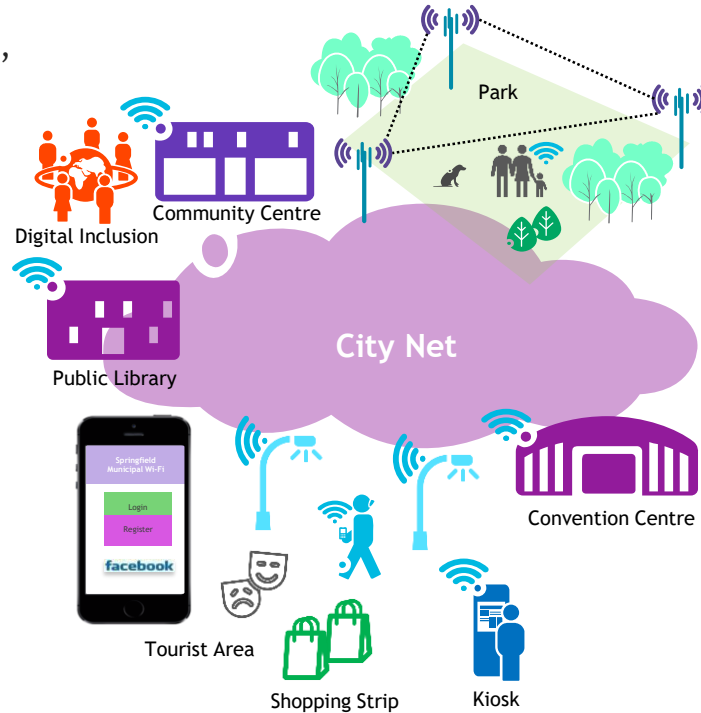 ,
Park
Community Centre
Digital Inclusion
City Net
Public Library
Springfield
Municipal Wi-Fi
Login
Register
facebook
Convention Centre
Tourist Area
Shopping Strip
Kiosk